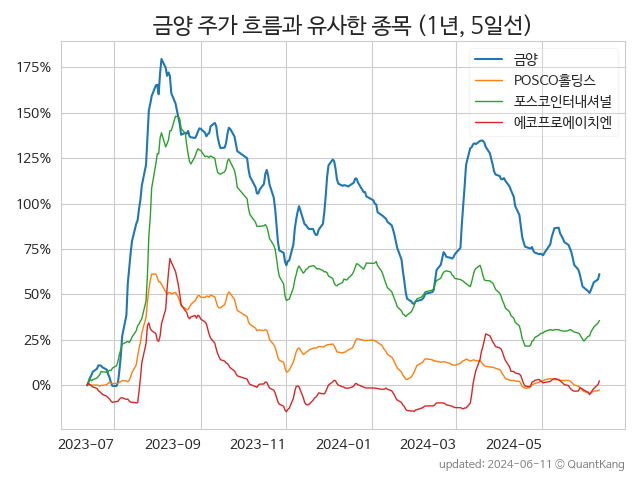 금양 주가 흐름과 유사한 종목 (1년, 5일선)
금양
POSCO홀딩스
포스코인터내셔널
에코프로에이치엔
175%
150%
125%
100%
75%
50%
25%
0%
2023-07 2023-09 2023-11 2024-01 2024-03 2024-05
updated: 2024-06-11 © QuantKang